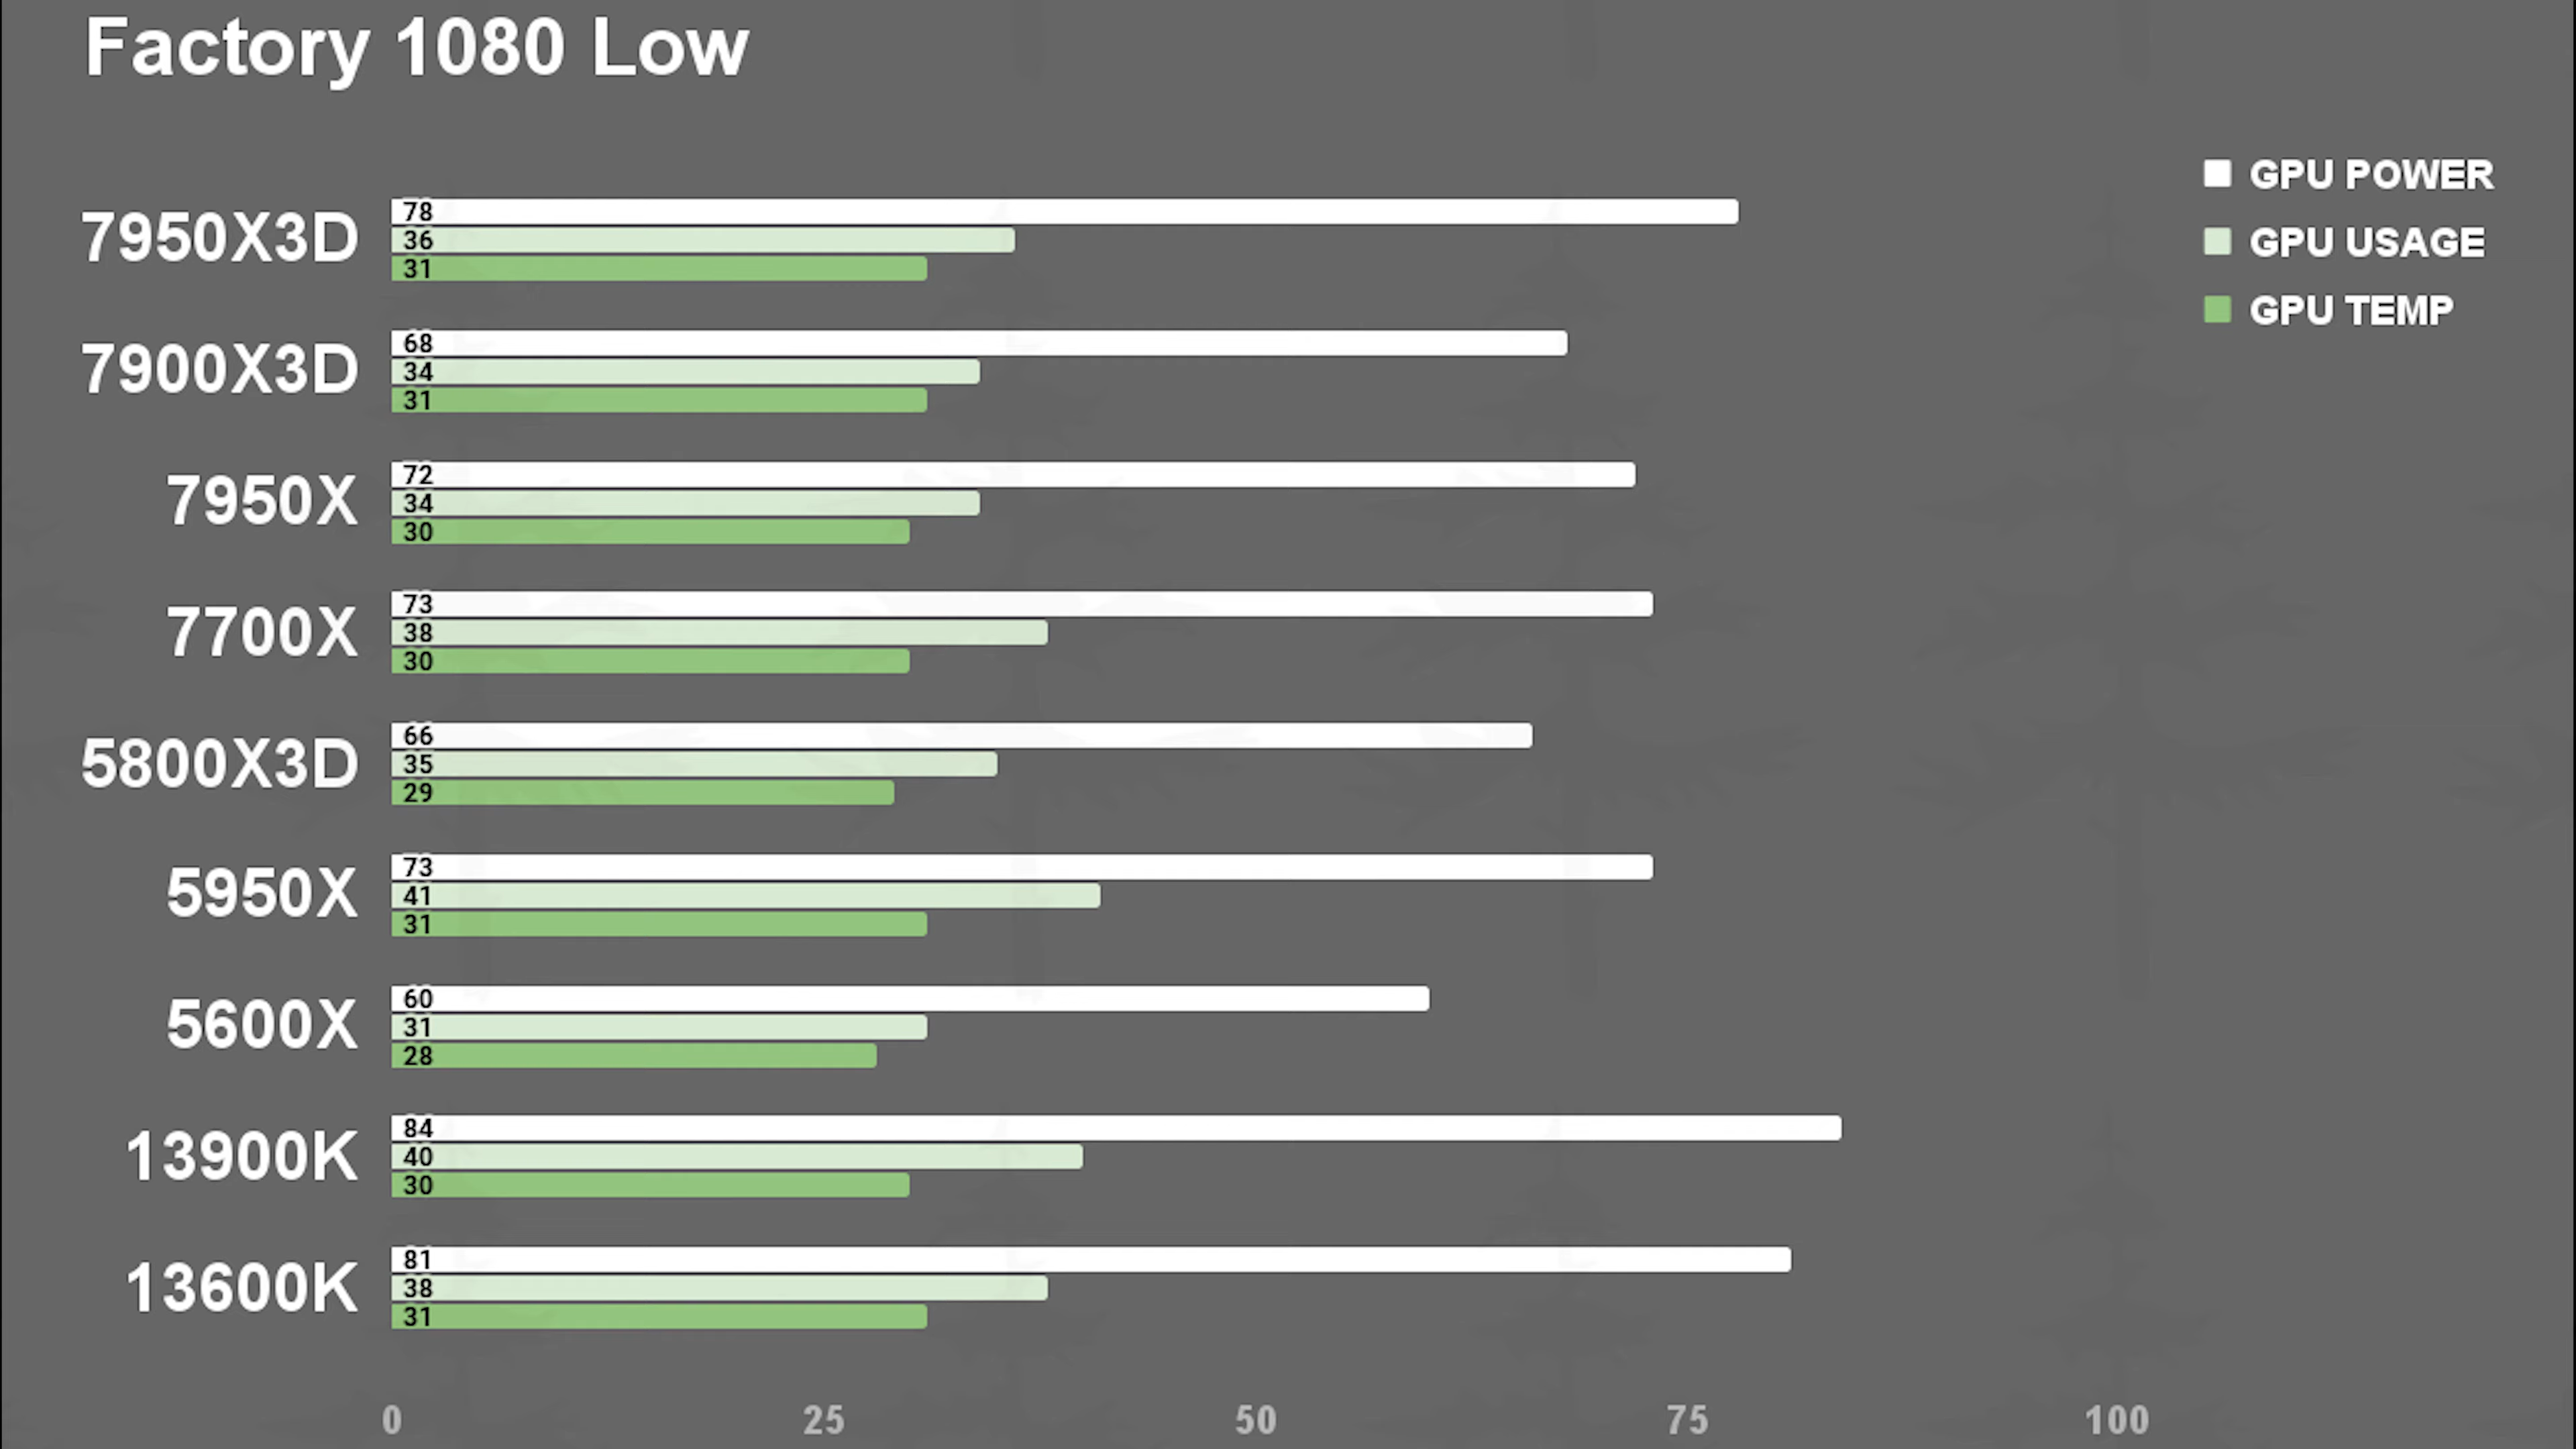 Factory 1080 Low
GPU POWER
GPU USAGE
GPU TEMP
7950X3D
78
36
31
7900X3D
68
34
31
7950X
72
34
30
7700X
73
38
30
5800X3D
66
35
29
5950X
73
41
31
5600X
60
31
28
13900K
84
40
30
13600K
81
38
31
0 25 50 75 100